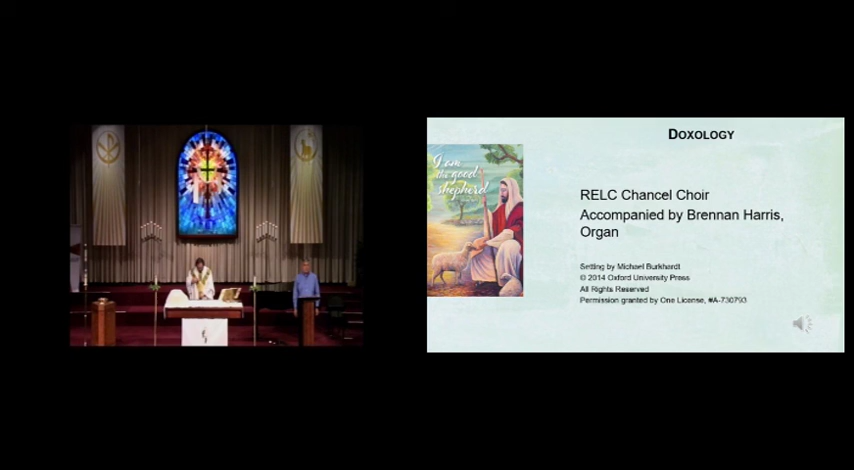 DOXOLOGY
I am
the good
shepherd
RELC Chancel Choir
Accompanied by Brennan Harris,
Organ
Setting by Michael Burkhardt
© 2014 Oxford University Press
All Rights Reserved
Permission granted by One License, #A-730793